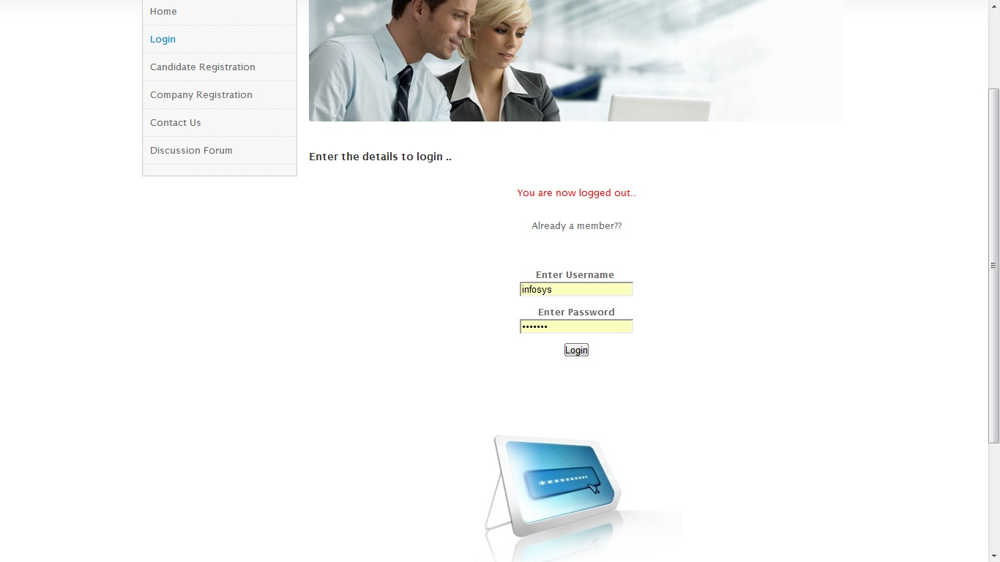 Home
Login
Candidate Registration
Company Registration
Contact Us
Discussion Forum
Enter the details to login ..
You are now logged out..
Already a member??
Enter Username
infosys
Enter Password
•••••••
Login
**********